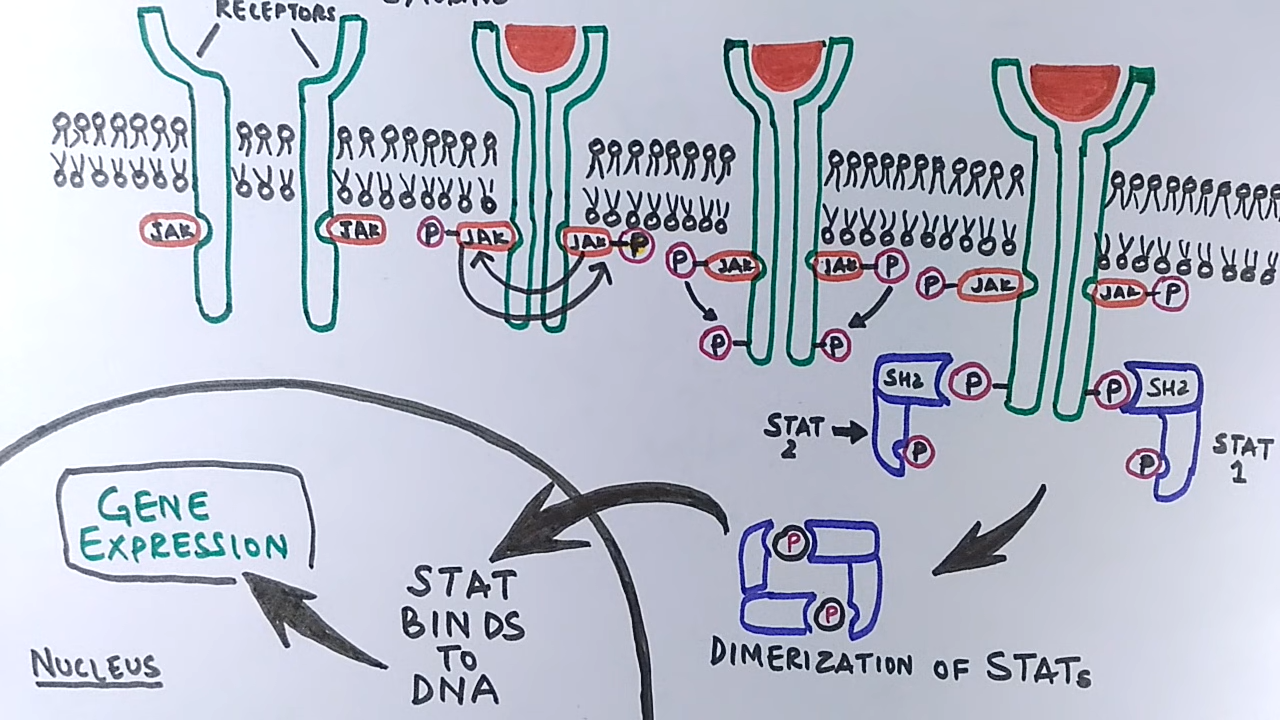 RECEPTORS
JAK
JAK
P
JAK
JAK
P
P
JAK
JAK
P
P
JAK
JAK
P
P
P
SH2
P
P
SH2
STAT
2
P
P
STAT
1
GENE
EXPRESSION
P
P
STAT
BINDS
TO
DNA
DIMERIZATION OF STATs
NUCLEUS